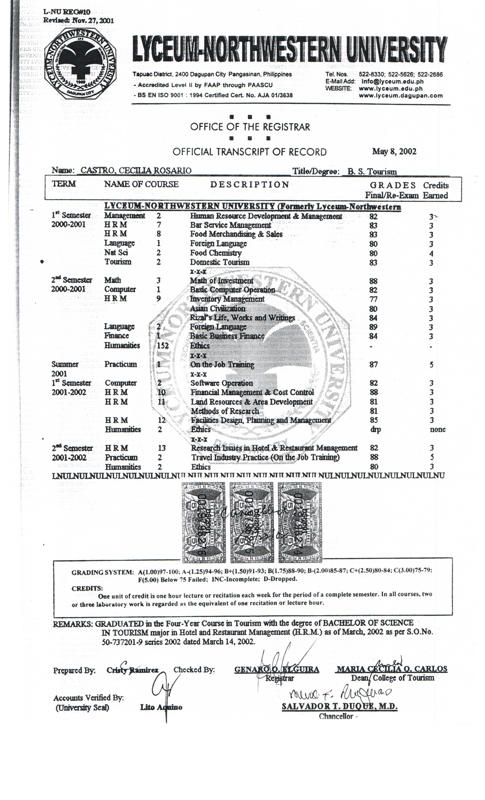 L-NU REG#10
Revised: Nov. 27, 2001
LYCEUM-NORTHWESTERN UNIVERSITY
Tapuac District, 2400 Dagupan City Pangasinan, Philippines
- Accredited Level II by FAAP through PAASCU
- BS EN ISO 9001 : 1994 Certified Cert. No. AJA 01/3638
Tel. Nos. 522-8330; 522-5626; 522-2686
E-Mail Add: info@lyceum.edu.ph
WEBSITE: www.lyceum.edu.ph
www.lyceum.dagupan.com
OFFICE OF THE REGISTRAR
OFFICIAL TRANSCRIPT OF RECORD May 8, 2002
Name: CASTRO, CECILIA ROSARIO Title/Degree: B. S. Tourism
TERM NAME OF COURSE DESCRIPTION GRADES Credits
Final/Re-Exam Earned
LYCEUM-NORTHWESTERN UNIVERSITY (Formerly Lyceum-Northwestern
1st Semester Management 2 Human Resource Development & Management 82 3
2000-2001 H R M 7 Bar Service Management 83 3
H R M 8 Food Merchandising & Sales 83 3
Language 1 Foreign Language 80 3
Nat Sci 2 Food Chemistry 80 4
Tourism 2 Domestic Tourism 83 3
x-x-x
2nd Semester Math 3 Math of Investment 88 3
2000-2001 Computer 1 Basic Computer Operation 82 3
H R M 9 Inventory Management 77 3
Asian Civilization 80 3
Rizal's Life, Works and Writings 84 3
Language 2 Foreign Language 89 3
Finance 1 Basic Business Finance 84 3
Humanities 152 Ethics - -
x-x-x
Summer Practicum 1 On the Job Training 87 5
2001 x-x-x
1st Semester Computer 2 Software Operation 82 3
2001-2002 H R M 10 Financial Management & Cost Control 88 3
H R M 11 Land Resources & Area Development 81 3
Methods of Research 81 3
H R M 12 Facilities Design, Planning and Management 85 3
Humanities 2 Ethics drp none
x-x-x
2nd Semester H R M 13 Research Issues in Hotel & Restaurant Management 82 3
2001-2002 Practicum 2 Travel Industry Practice (On the Job Training) 88 5
Humanities 2 Ethics 80 3
GRADING SYSTEM: A(1.00)97-100; A-(1.25)94-96; B+(1.50)91-93; B(1.75)88-90; B-(2.00)85-87; C+(2.50)80-84; C(3.00)75-79;
F(5.00) Below 75 Failed; INC-Incomplete; D-Dropped.
CREDITS:
One unit of credit is one hour lecture or recitation each week for the period of a complete semester. In all courses, two
or three laboratory work is regarded as the equivalent of one recitation or lecture hour.
REMARKS: GRADUATED in the Four-Year Course in Tourism with the degree of BACHELOR OF SCIENCE
IN TOURISM major in Hotel and Restaurant Management (H.R.M.) as of March, 2002 as per S.O.No.
50-737201-9 series 2002 dated March 14, 2002.
Prepared By: Cristy Ramirez Checked By: GENARO O. ELGUIRA MARIA CECILIA O. CARLOS
Registrar Dean, College of Tourism
Accounts Verified By:
(University Seal) Lito Aquino SALVADOR T. DUQUE, M.D.
Chancellor